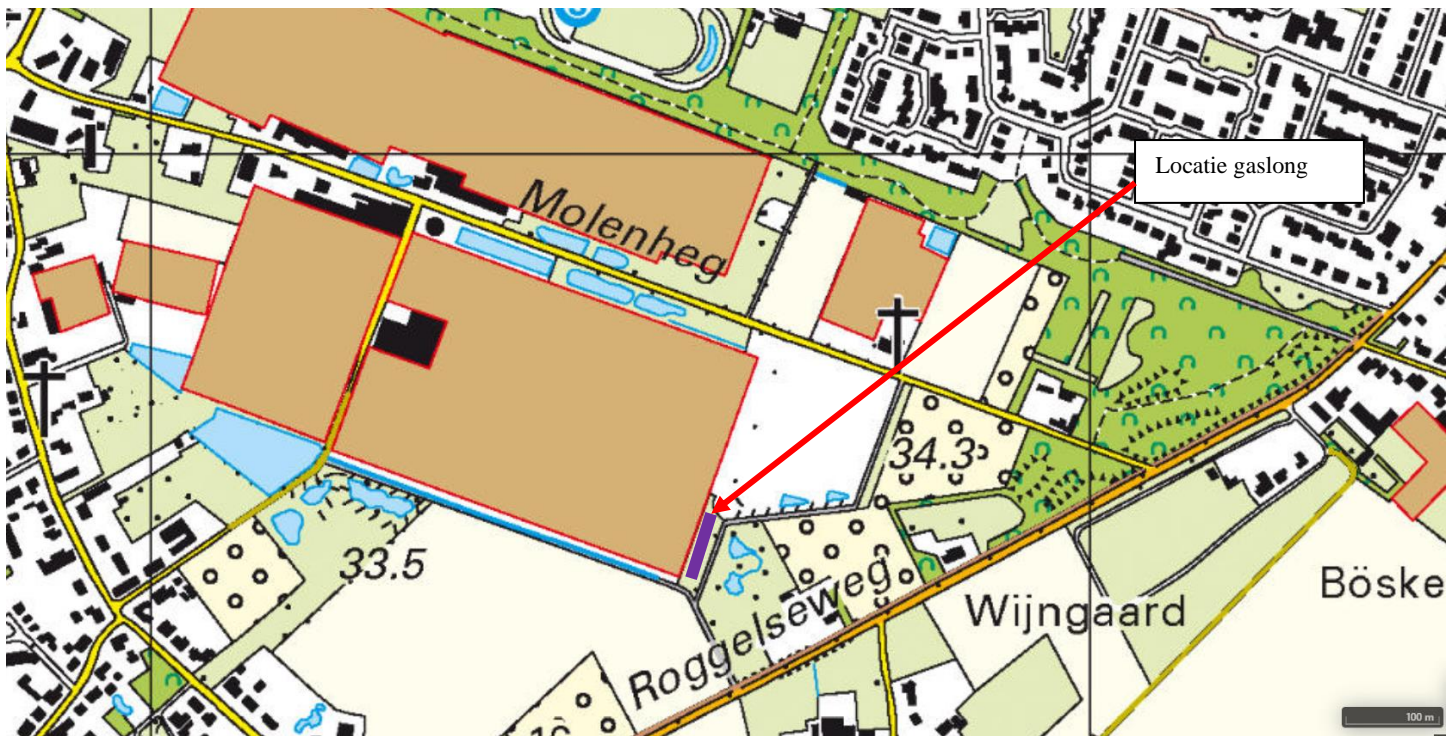 Locatie gaslong
Molenheg
34.3
33.5
Roggelseweg
Wijngaard
Böske
100 m